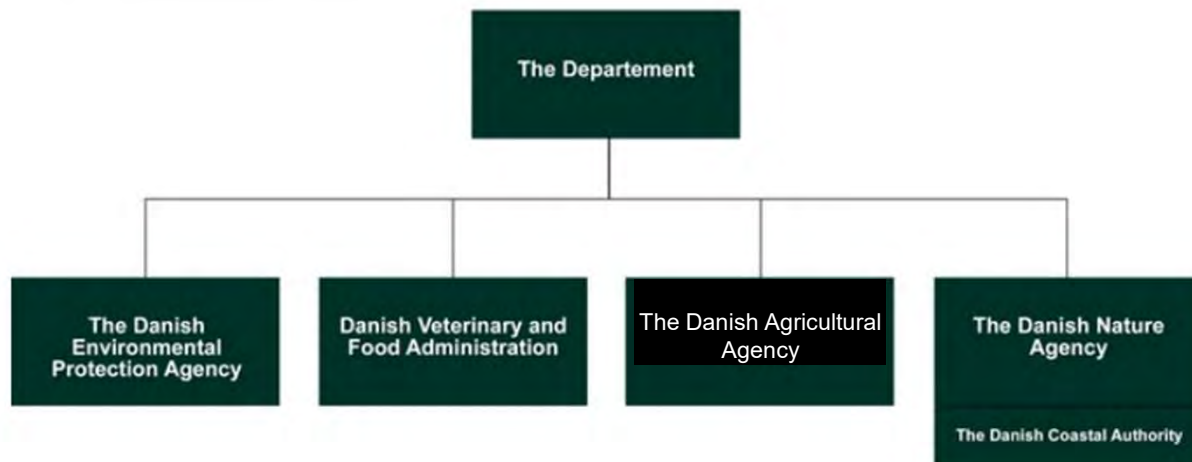 The Departement
The Danish
Environmental
Protection Agency
Danish Veterinary and
Food Administration
The Danish Agricultural
Agency
The Danish Nature
Agency
The Danish Coastal Authority